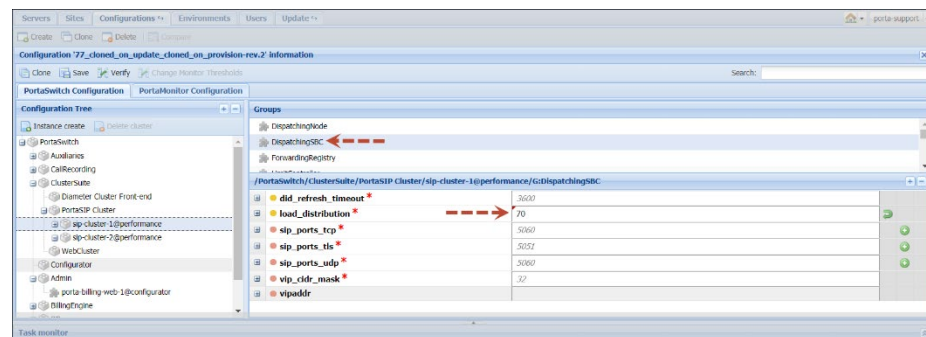 Servers Sites Configurations Environments Users Update porta-support
Create Clone Delete Compare
Configuration '77_cloned_on_update_cloned_on_provision-rev.2' information
Clone Save Verify Change Monitor Thresholds Search:
PortaSwitch Configuration PortaMonitor Configuration
Configuration Tree
Groups
Instance create Delete cluster
DispatchingNode
PortaSwitch
DispatchingSBC
Auxiliaries
ForwardingRegistry
CallRecording
ClusterSuite
/PortaSwitch/ClusterSuite/PortaSIP Cluster/sip-cluster-1@performance/G:DispatchingSBC
Diameter Cluster Front-end
did_refresh_timeout * 3600
PortaSIP Cluster
load_distribution * 70
sip-cluster-1@performance
sip_ports_tcp * 5060
sip-cluster-2@performance
sip_ports_tls * 5051
WebCluster
sip_ports_udp * 5060
Configurator
vip_cidr_mask * 32
Admin
vipaddr
porta-billing-web-1@configurator
BillingEngine
Task monitor